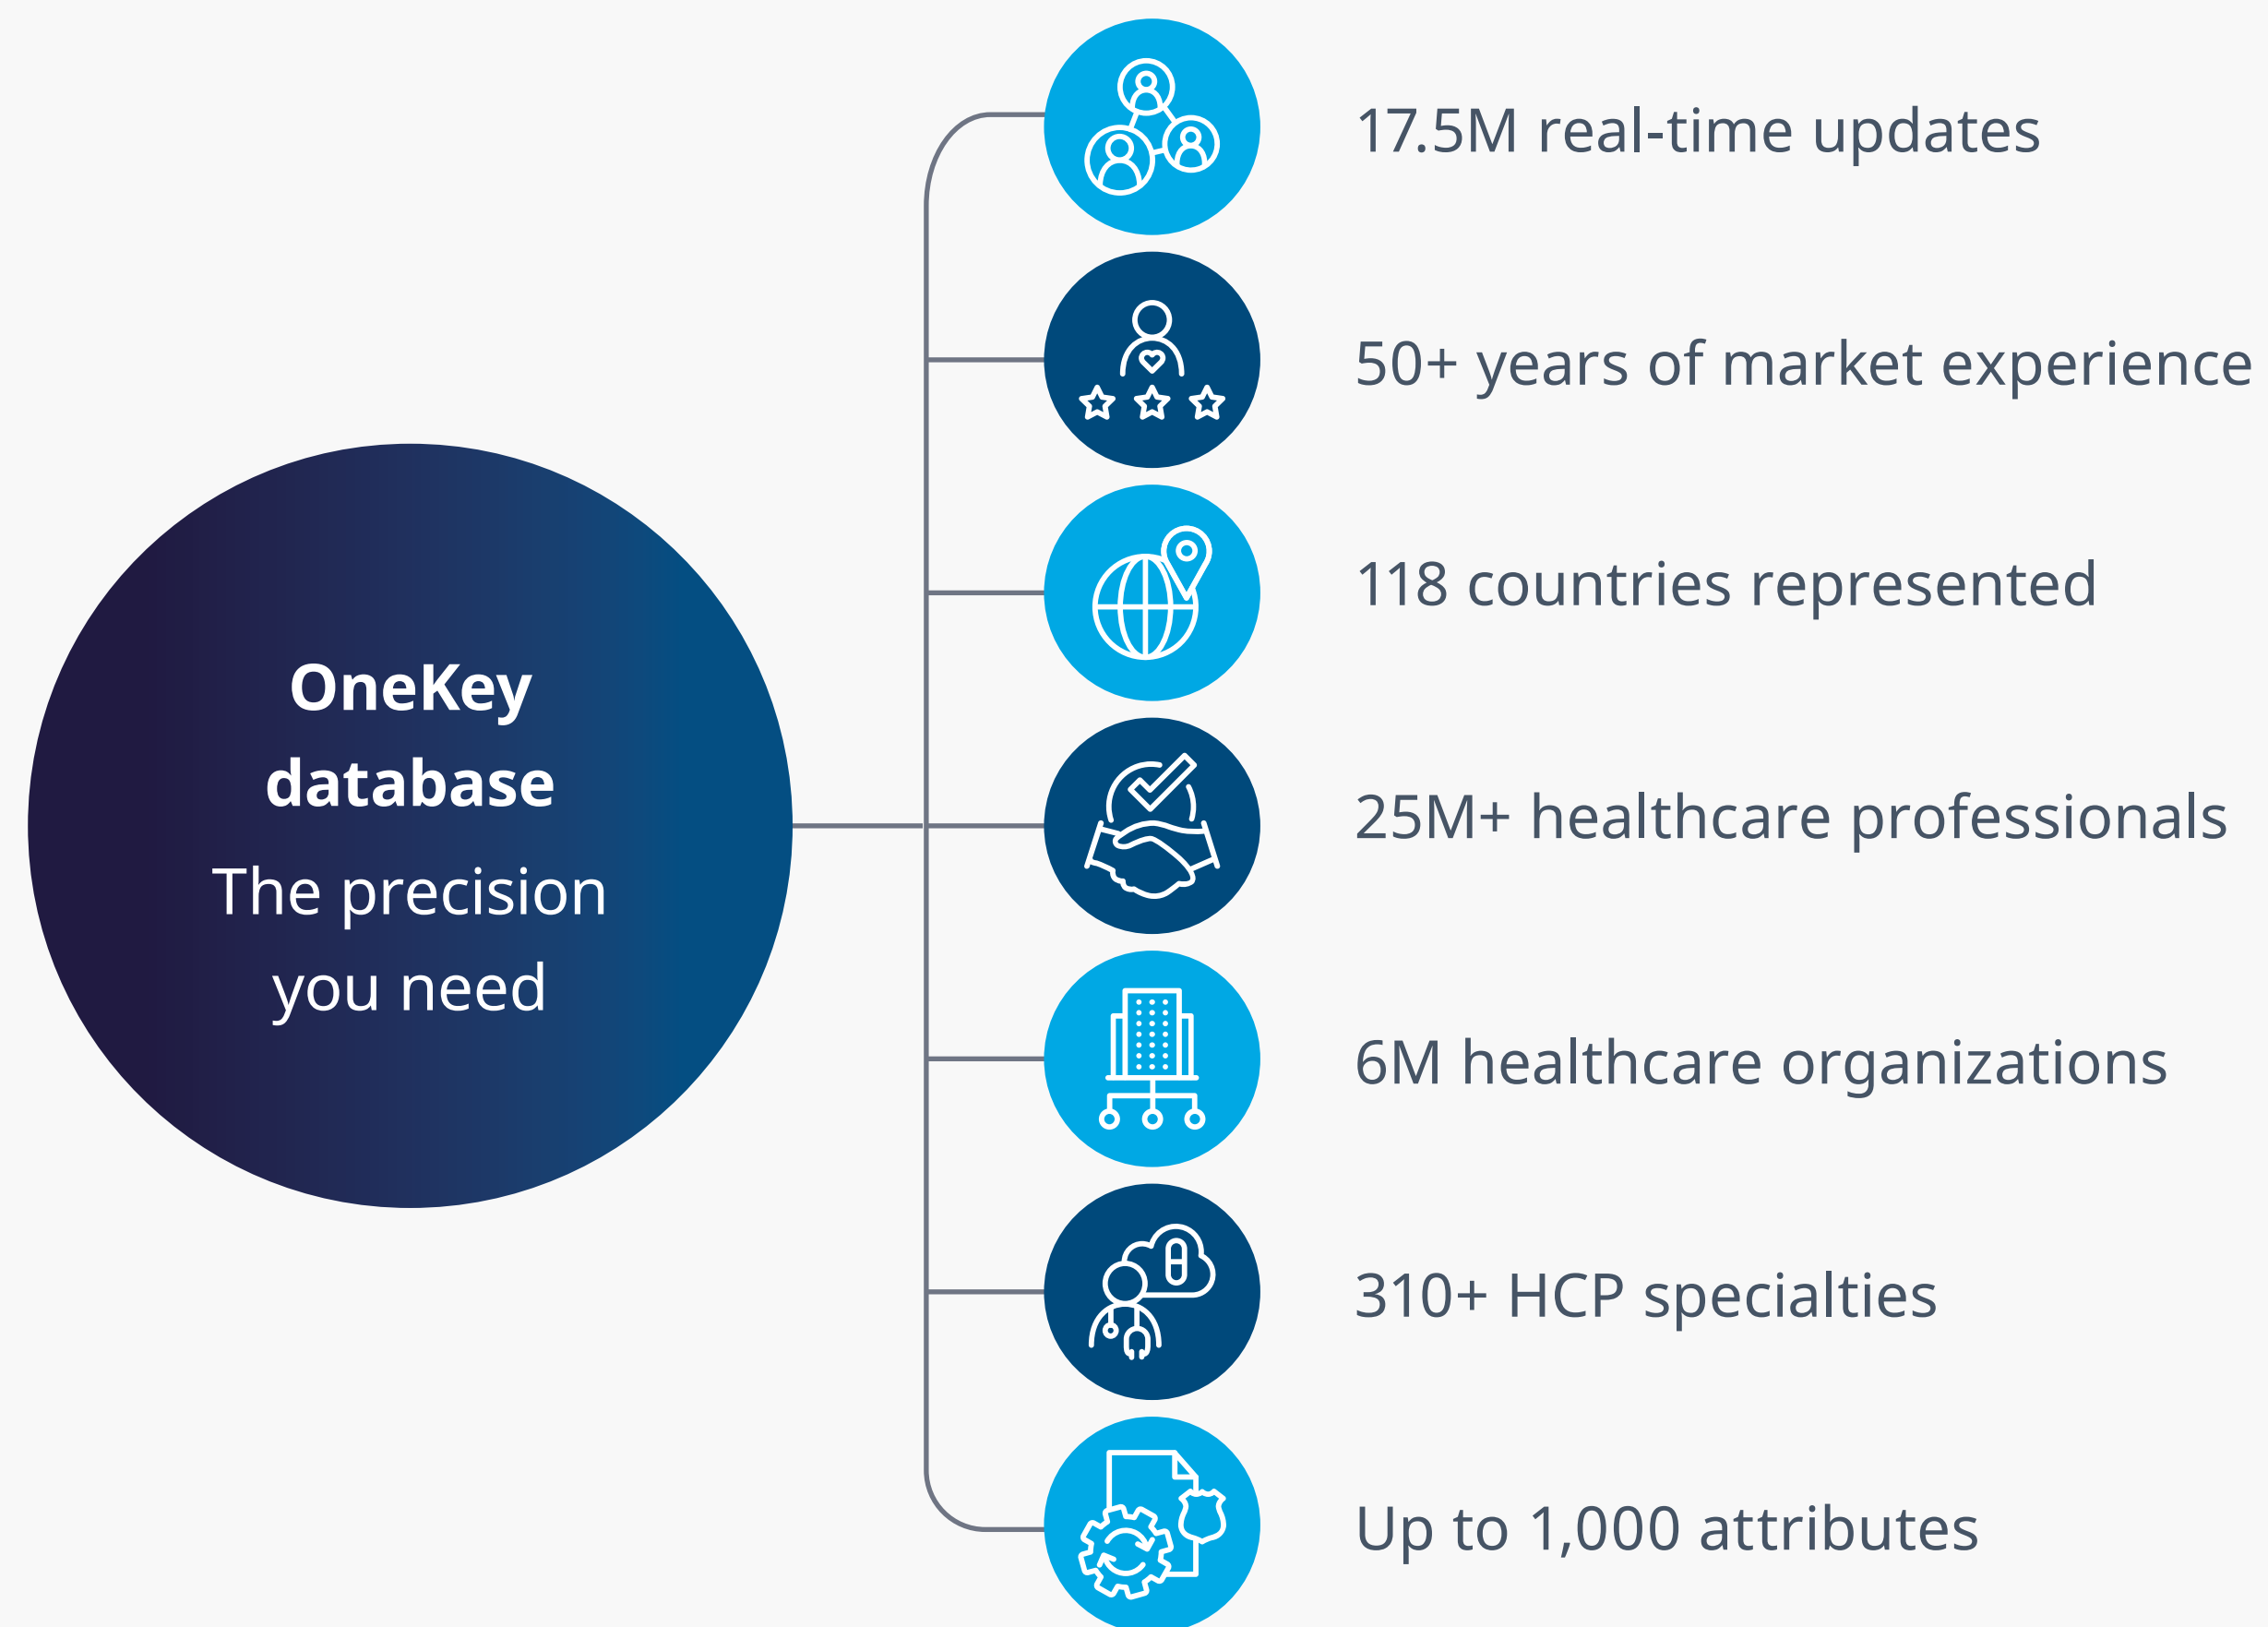 OneKey
database
The precision
you need
17.5M real-time updates
50+ years of market experience
118 countries represented
25M+ healthcare professionals
6M healthcare organizations
310+ HCP specialties
Up to 1,000 attributes